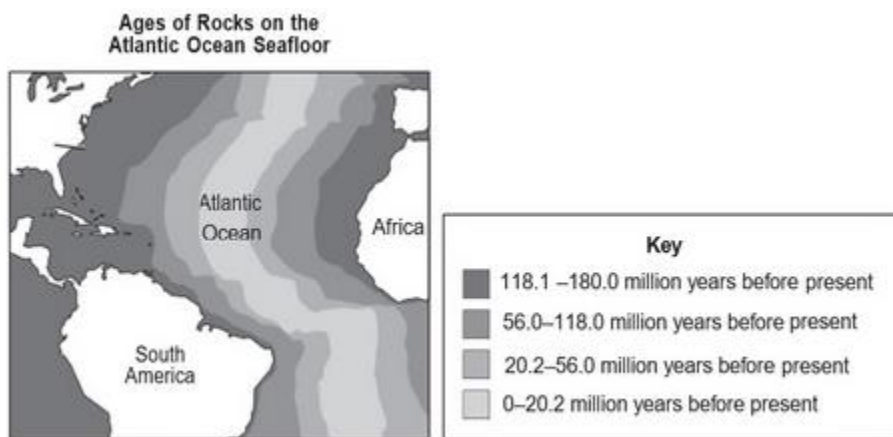 Ages of Rocks on the
Atlantic Ocean Seafloor
Atlantic
Ocean
Africa
South
America
Key
118.1 –180.0 million years before present
56.0–118.0 million years before present
20.2–56.0 million years before present
0–20.2 million years before present